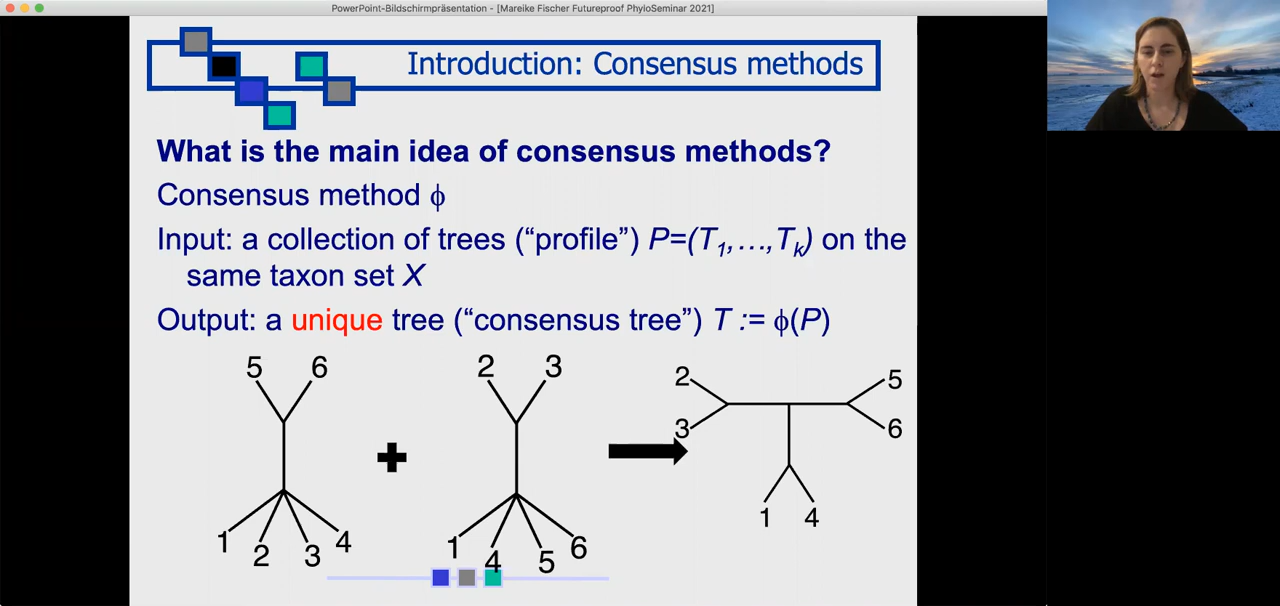 PowerPoint-Bildschirmpräsentation - [Mareike Fischer Futureproof PhyloSeminar 2021]
Introduction: Consensus methods
What is the main idea of consensus methods?
Consensus method ϕ
Input: a collection of trees (“profile”) P=(T1,…,Tk) on the
same taxon set X
Output: a unique tree (“consensus tree”) T := ϕ(P)
5 6
1 2 3 4
2 3
1 4 5 6
2 5
3 6
1 4